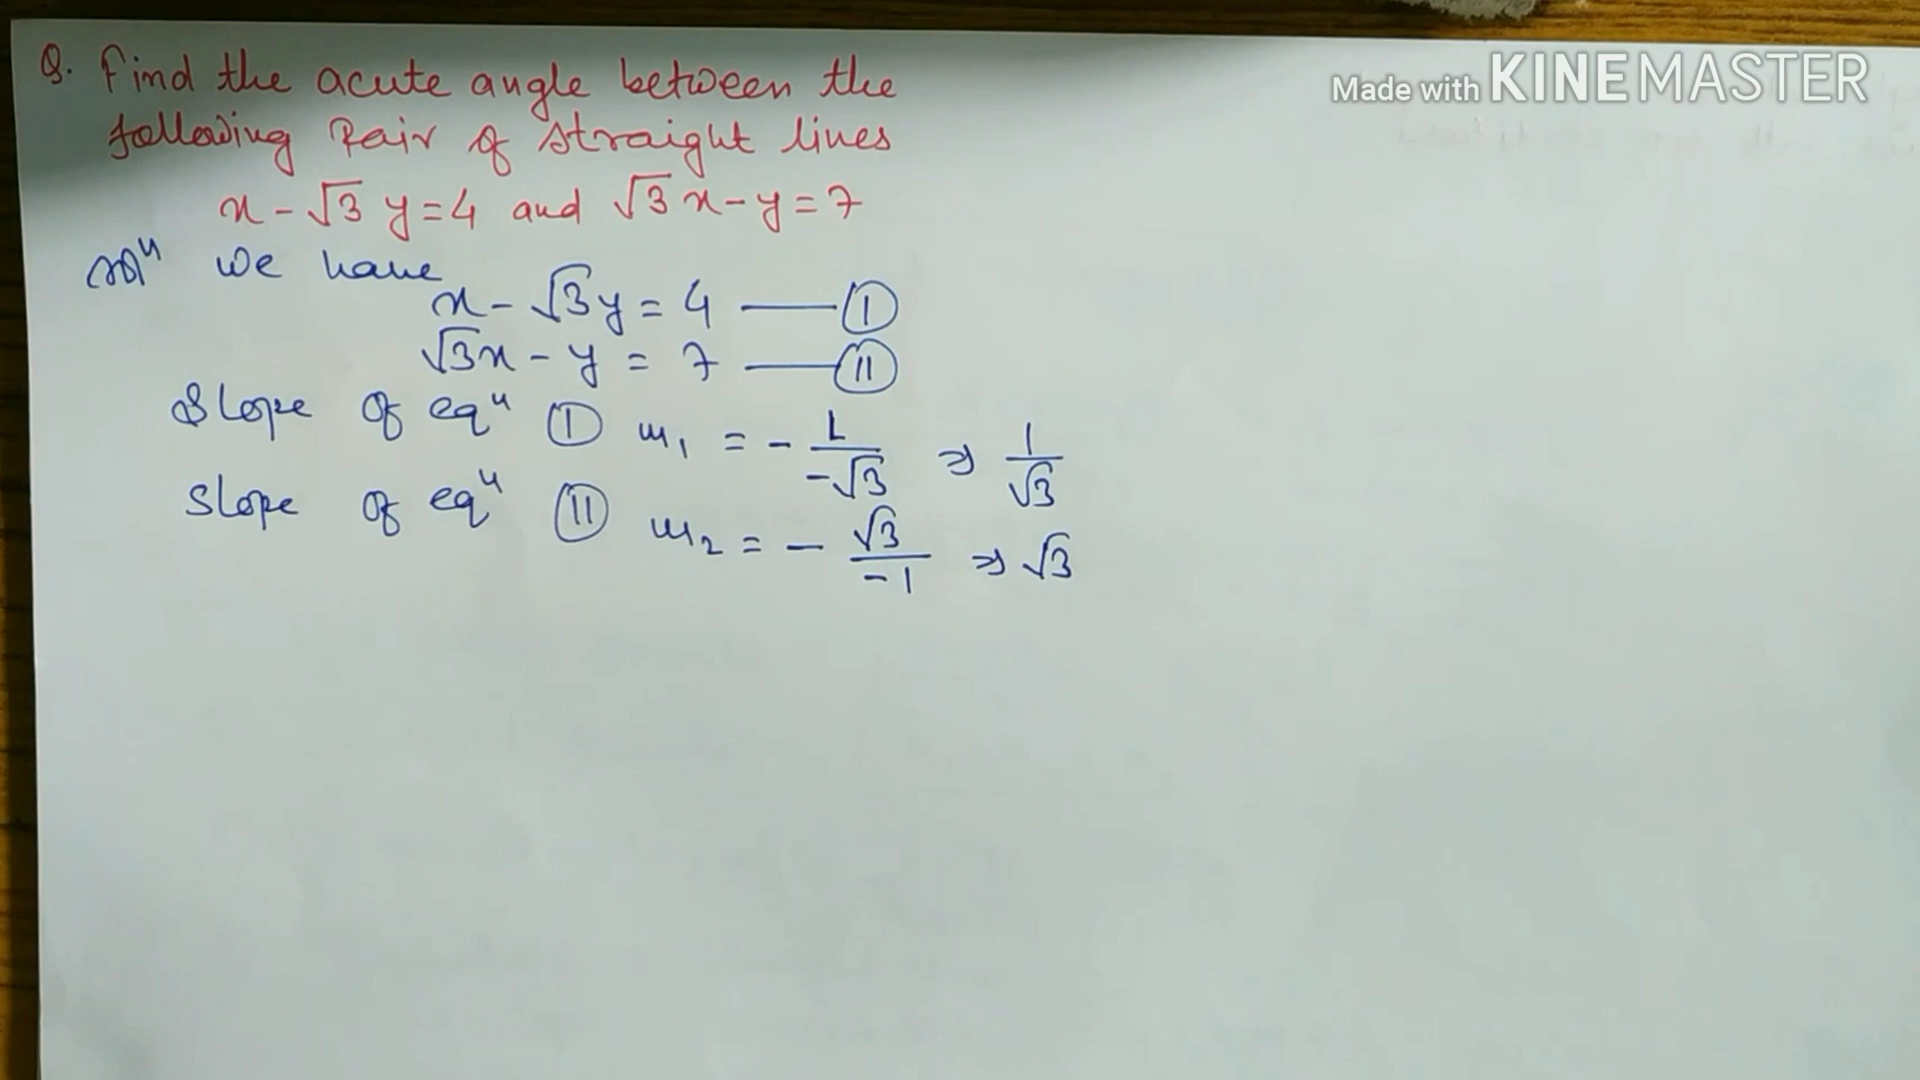 Made with KINEMASTER
Q. Find the acute angle between the
following Pair of straight lines
x - √3 y = 4 and √3 x - y = 7
Solⁿ we have
x - √3 y = 4 —— (I)
√3 x - y = 7 —— (II)
Slope of eqⁿ (I) m₁ = - 1/-√3 ⇒ 1/√3
Slope of eqⁿ (II) m₂ = - √3/-1 ⇒ √3